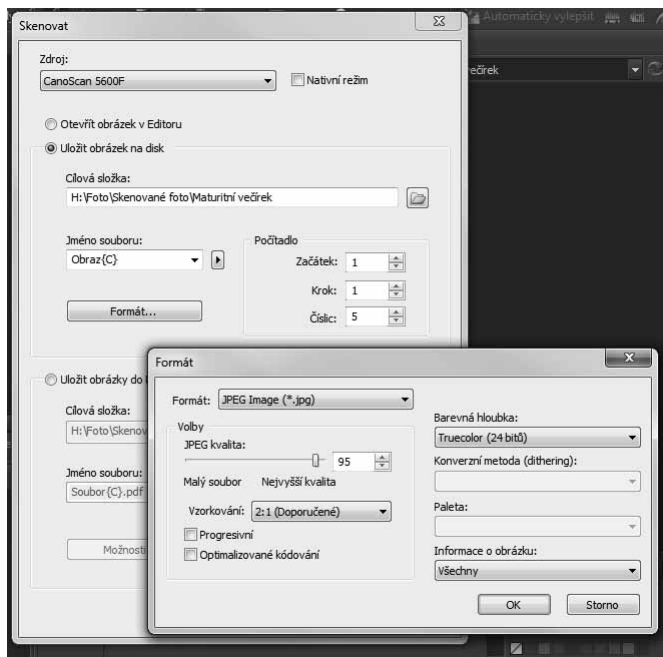 Automaticky vylepšit
večírek
Skenovat
Zdroj:
CanoScan 5600F
Nativní režim
Otevřít obrázek v Editoru
Uložit obrázek na disk
Cílová složka:
H:\Foto\Skenované foto\Maturitní večírek
Jméno souboru:
Obraz{C}
Formát...
Počítadlo
Začátek: 1
Krok: 1
Číslic: 5
Uložit obrázky do
Cílová složka:
H:\Foto\Skenov
Jméno souboru:
Soubor{C}.pdf
Možnosti
Formát
Formát: JPEG Image (*.jpg)
Volby
JPEG kvalita:
95
Malý soubor Nejvyšší kvalita
Vzorkování: 2:1 (Doporučené)
Progresivní
Optimalizované kódování
Barevná hloubka:
Truecolor (24 bitů)
Konverzní metoda (dithering):
Paleta:
Informace o obrázku:
Všechny
OK Storno